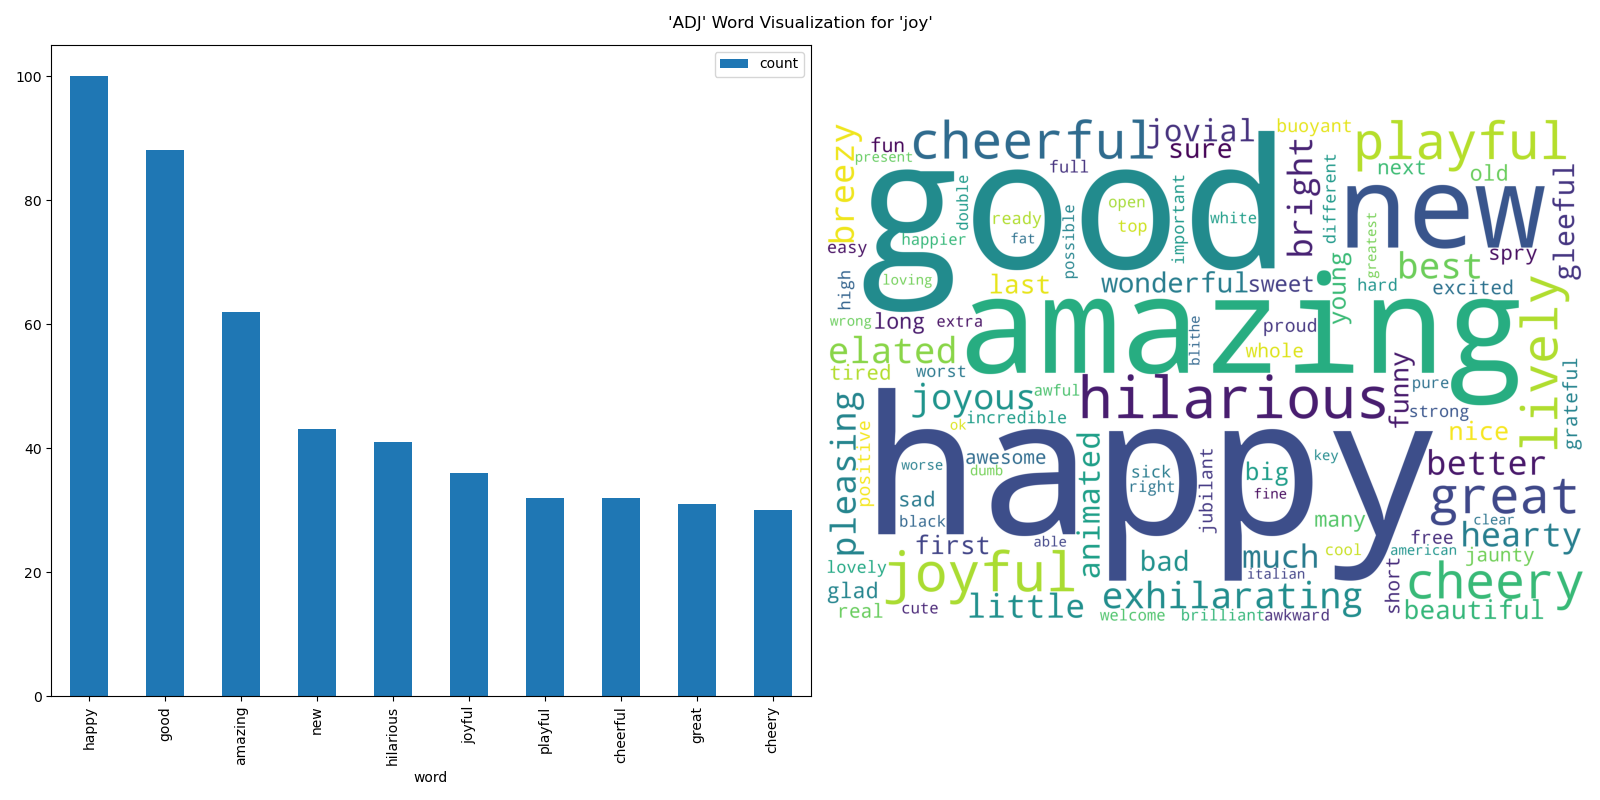 'ADJ' Word Visualization for 'joy'
count
100
80
60
40
20
0
happy
good
amazing
new
hilarious
joyful
playful
cheerful
great
cheery
word
breezy
fun
present
cheerful
jovial
sure
buoyant
playful
full
good
double
ready
open
top
fat
possible
important
white
bright
different
next
old
new
gleeful
greatest
easy
happier
high
loving
last
wonderful
sweet
young
best
spry
hard
excited
wrong
long
extra
amazing
blithe
proud
whole
lively
elated
tired
worst
joyous
awful
incredible
hilarious
funny
pure
strong
grateful
nice
pleasing
positive
ok
happy
worse
awesome
dumb
sad
black
animated
sick
right
jubilant
big
fine
key
better
great
many
clear
first
able
bad
much
cool
free
american
hearty
jaunty
lovely
glad
joyful
italian
exhilarating
short
cheery
real
cute
little
welcome
brilliant
awkward
beautiful